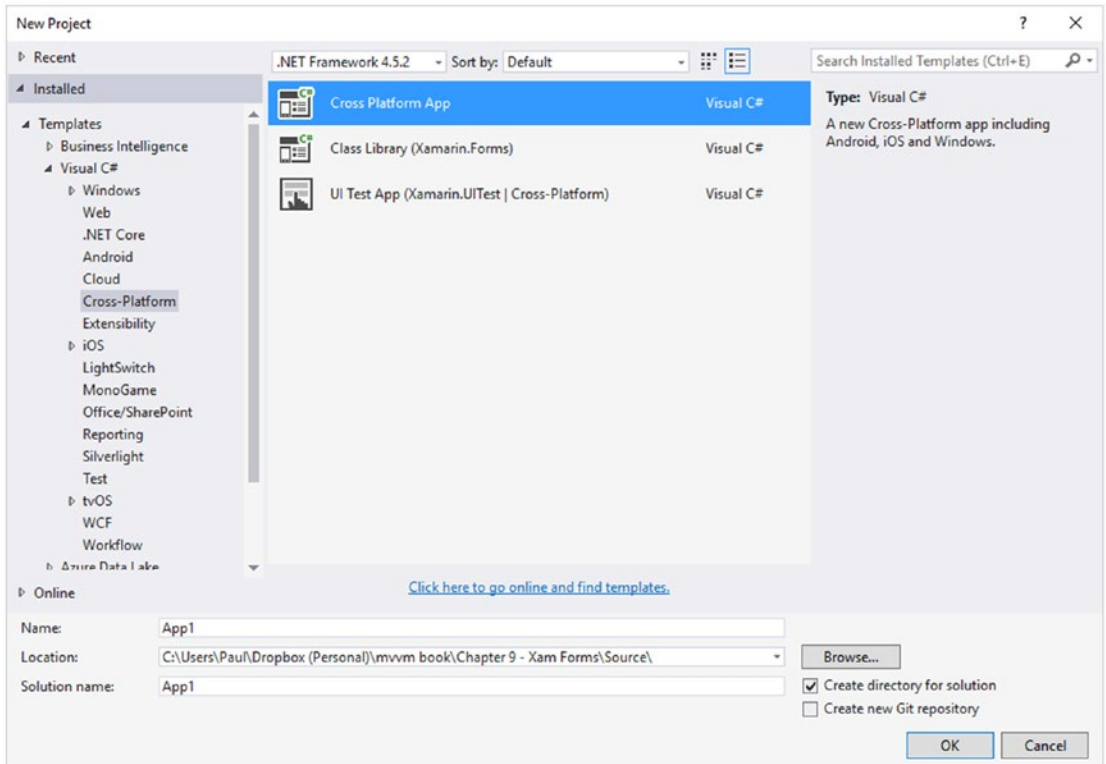 New Project
? ×
Recent
Installed
Templates
Business Intelligence
Visual C#
Windows
Web
.NET Core
Android
Cloud
Cross-Platform
Extensibility
iOS
LightSwitch
MonoGame
Office/SharePoint
Reporting
Silverlight
Test
tvOS
WCF
Workflow
Azure Data Lake
Online
.NET Framework 4.5.2 Sort by: Default
Cross Platform App Visual C#
Class Library (Xamarin.Forms) Visual C#
UI Test App (Xamarin.UITest | Cross-Platform) Visual C#
Click here to go online and find templates.
Search Installed Templates (Ctrl+E)
Type: Visual C#
A new Cross-Platform app including
Android, iOS and Windows.
Name: App1
Location: C:\Users\Paul\Dropbox (Personal)\mvvm book\Chapter 9 - Xam Forms\Source\
Solution name: App1
Browse...
Create directory for solution
Create new Git repository
OK Cancel